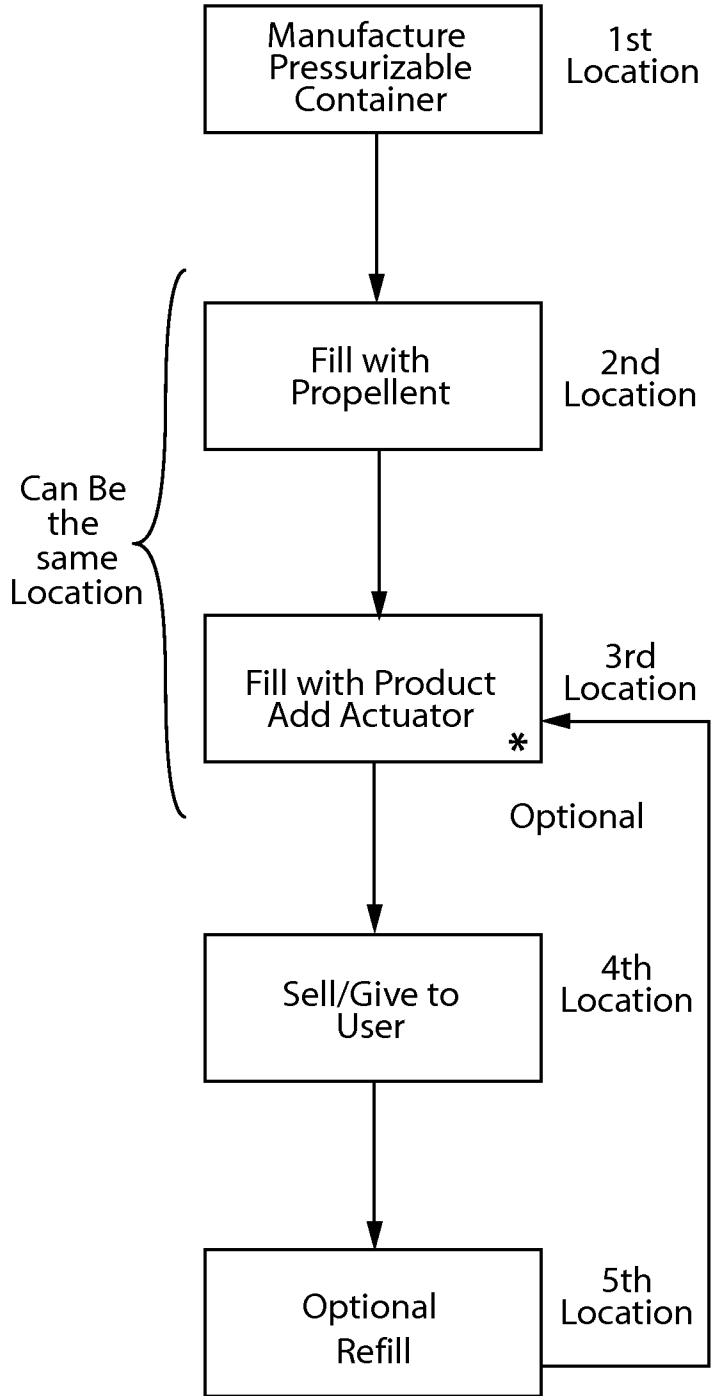 Manufacture
Pressurizable
Container
1st
Location
Fill with
Propellent
2nd
Location
Can Be
the
same
Location
Fill with Product
Add Actuator
*
3rd
Location
Optional
Sell/Give to
User
4th
Location
Optional
Refill
5th
Location